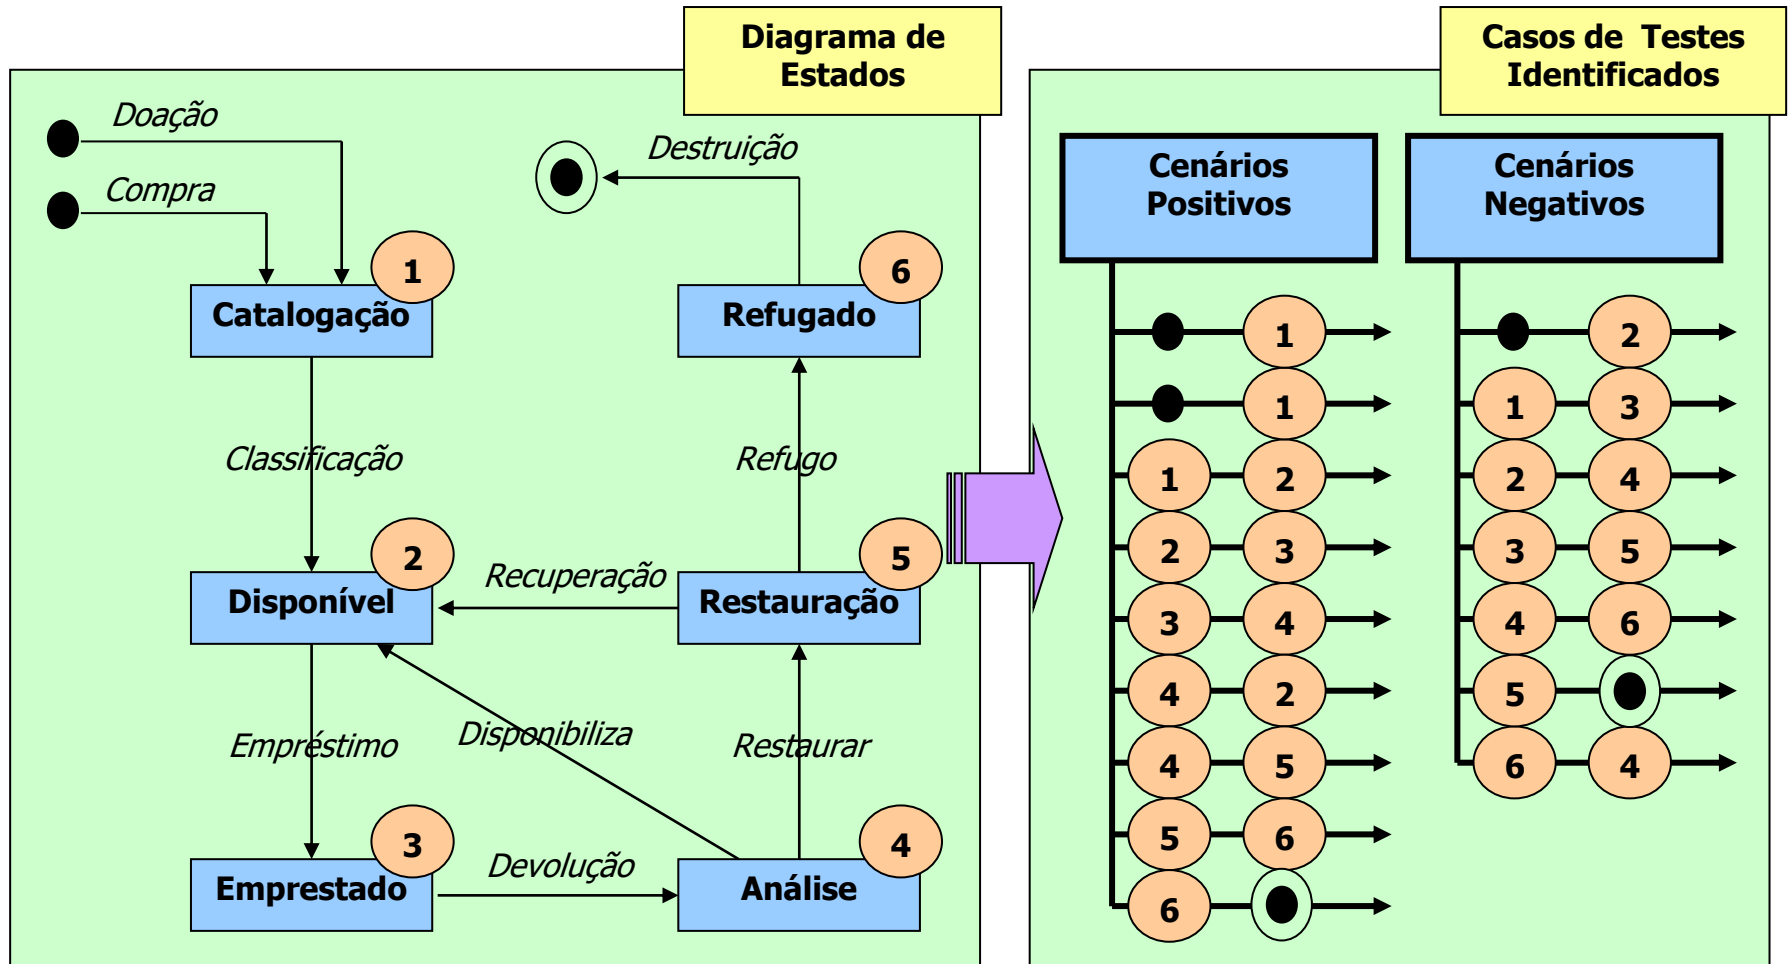 Diagrama de
Estados
Casos de Testes
Identificados
Doação
Compra
Destruição
1
Catalogação
6
Refugado
Classificação
Refugo
2
Disponível
Recuperação
5
Restauração
Empréstimo
Disponibiliza
Restaurar
3
Emprestado
Devolução
4
Análise
Cenários
Positivos
1
1
1 2
2 3
3 4
4 2
4 5
5 6
6
Cenários
Negativos
2
1 3
2 4
3 5
4 6
5
6 4